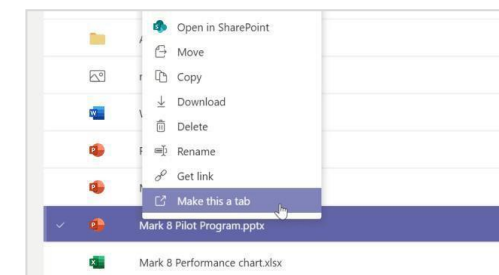 Open in SharePoint
Move
Copy
Download
Delete
Rename
Get link
Make this a tab
Mark 8 Pilot Program.pptx
Mark 8 Performance chart.xlsx